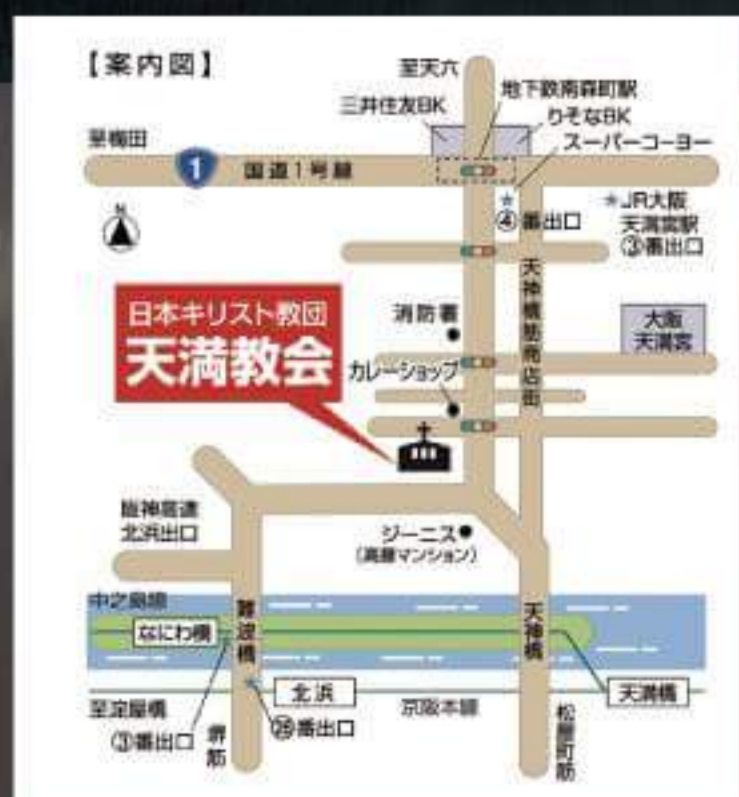 【案内図】
至天六
地下鉄南森町駅
三井住友BK
りそなBK
至梅田
スーパーコーヨー
1
国道1号線
N
④番出口
JR大阪
天満宮駅
③番出口
天神橋筋商店街
日本キリスト教団
天満教会
消防署
大阪
天満宮
カレーショップ
阪神高速
北浜出口
ジーニス
(高層マンション)
中之島線
なにわ橋
難波橋
天神橋
北浜
天満橋
至淀屋橋
京阪本線
③番出口
堺筋
㉖番出口
松屋町筋